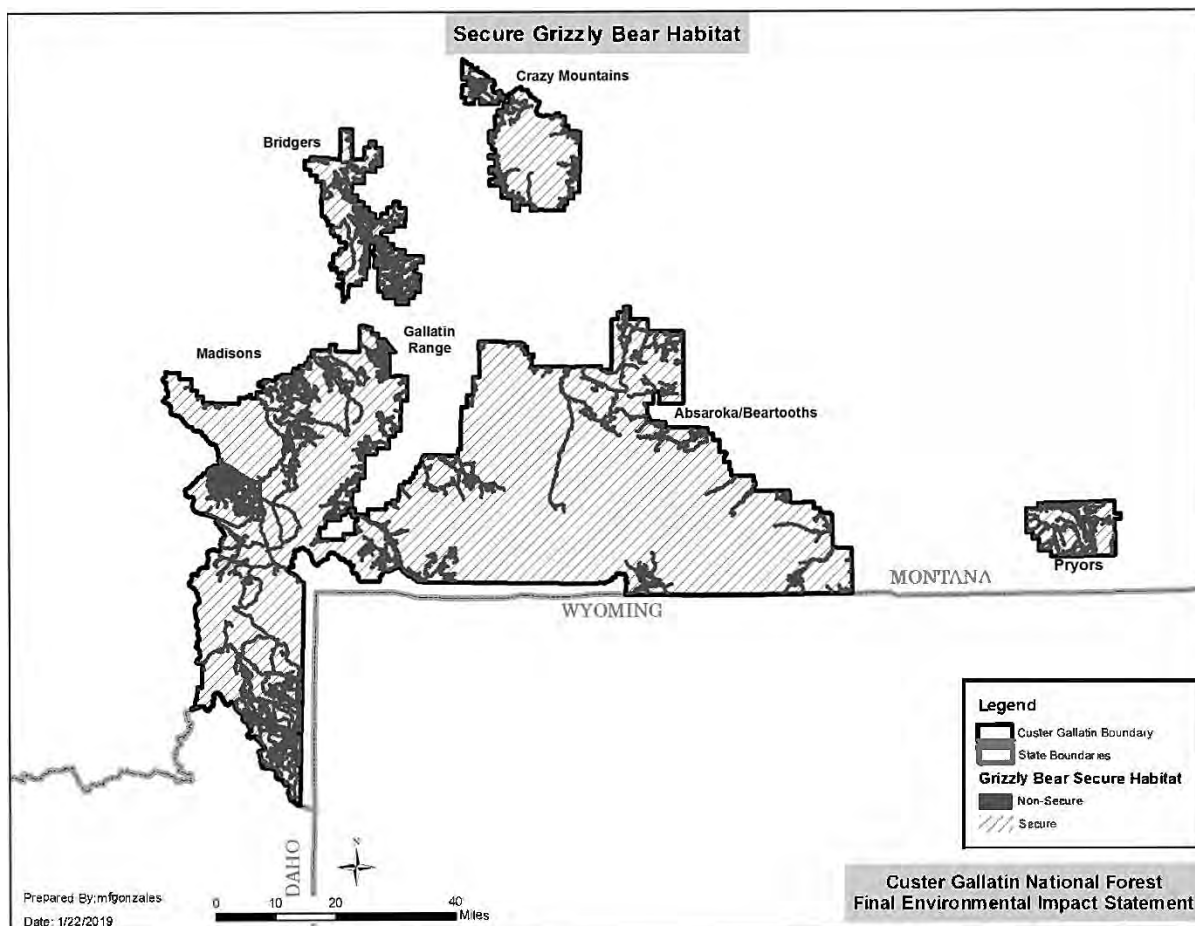 Secure Grizzly Bear Habitat
Crazy Mountains
Bridgers
Gallatin
Range
Madisons
Absaroka/Beartooths
Pryors
MONTANA
WYOMING
DAHO
N
Legend
Custer Gallatin Boundary
State Boundaries
Grizzly Bear Secure Habitat
Non-Secure
Secure
Prepared By: mfgonzales
Date: 1/22/2019
0 10 20 40
Miles
Custer Gallatin National Forest
Final Environmental Impact Statement